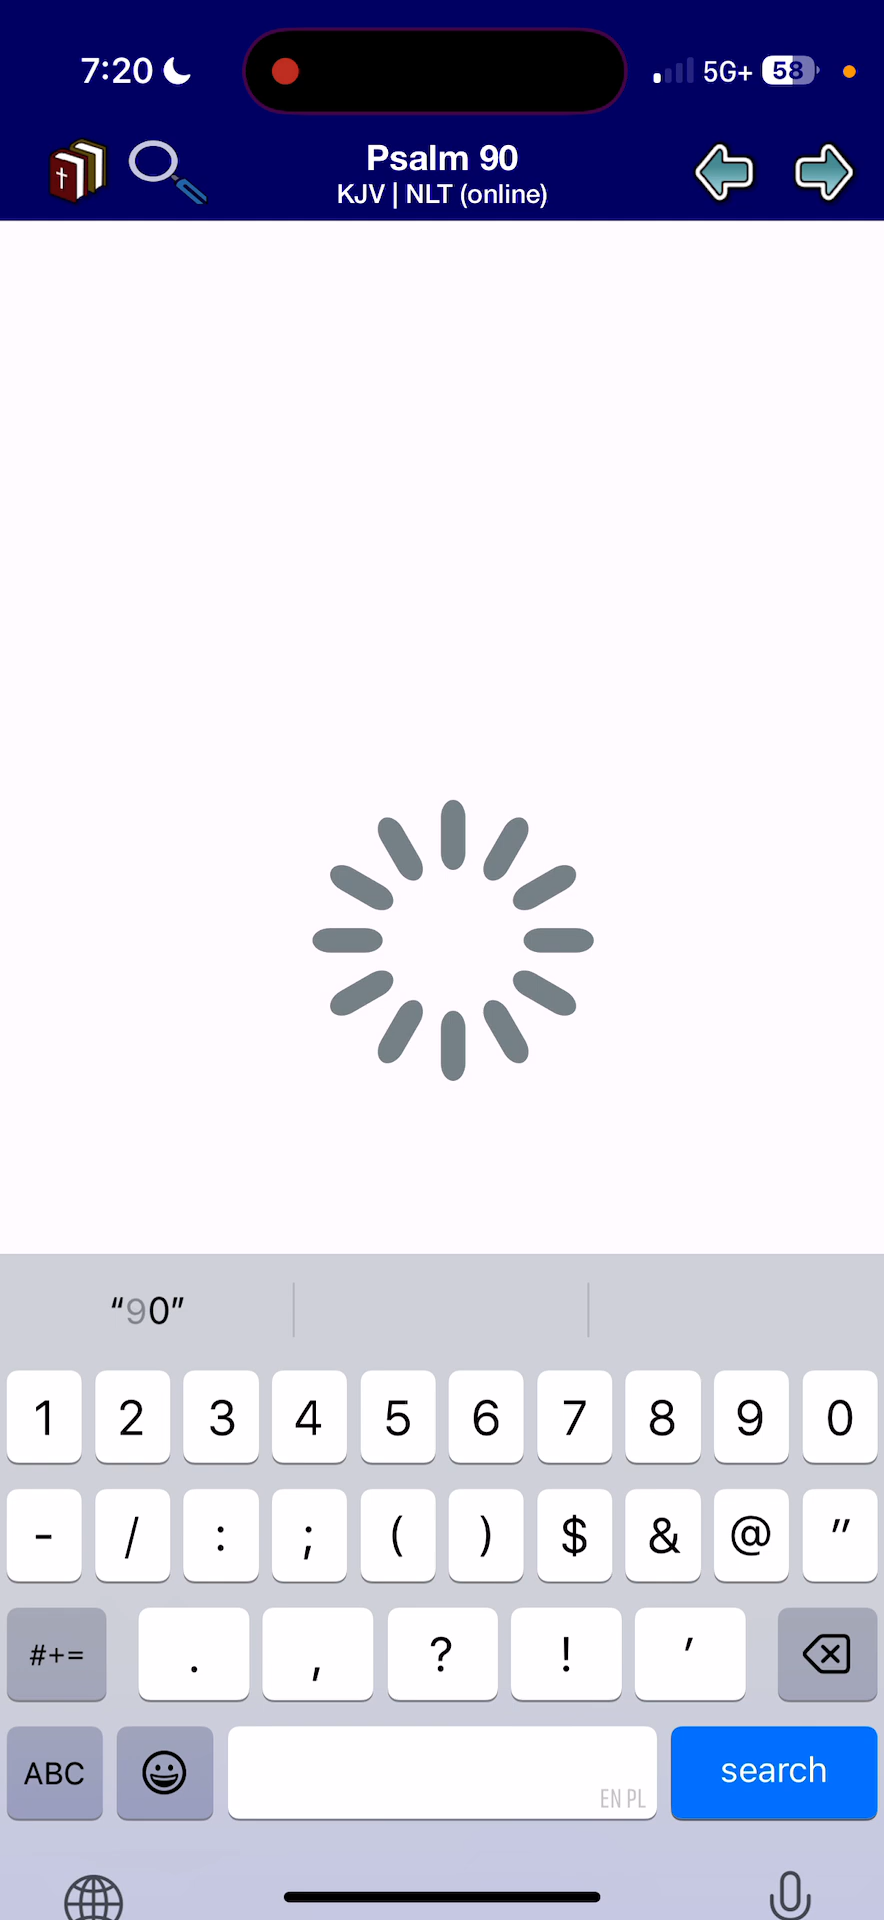 7:20
5G+ 58
Psalm 90
KJV | NLT (online)
“90”
1 2 3 4 5 6 7 8 9 0
- / : ; ( ) $ & @ "
#+= . , ? ! ’
ABC search
EN PL